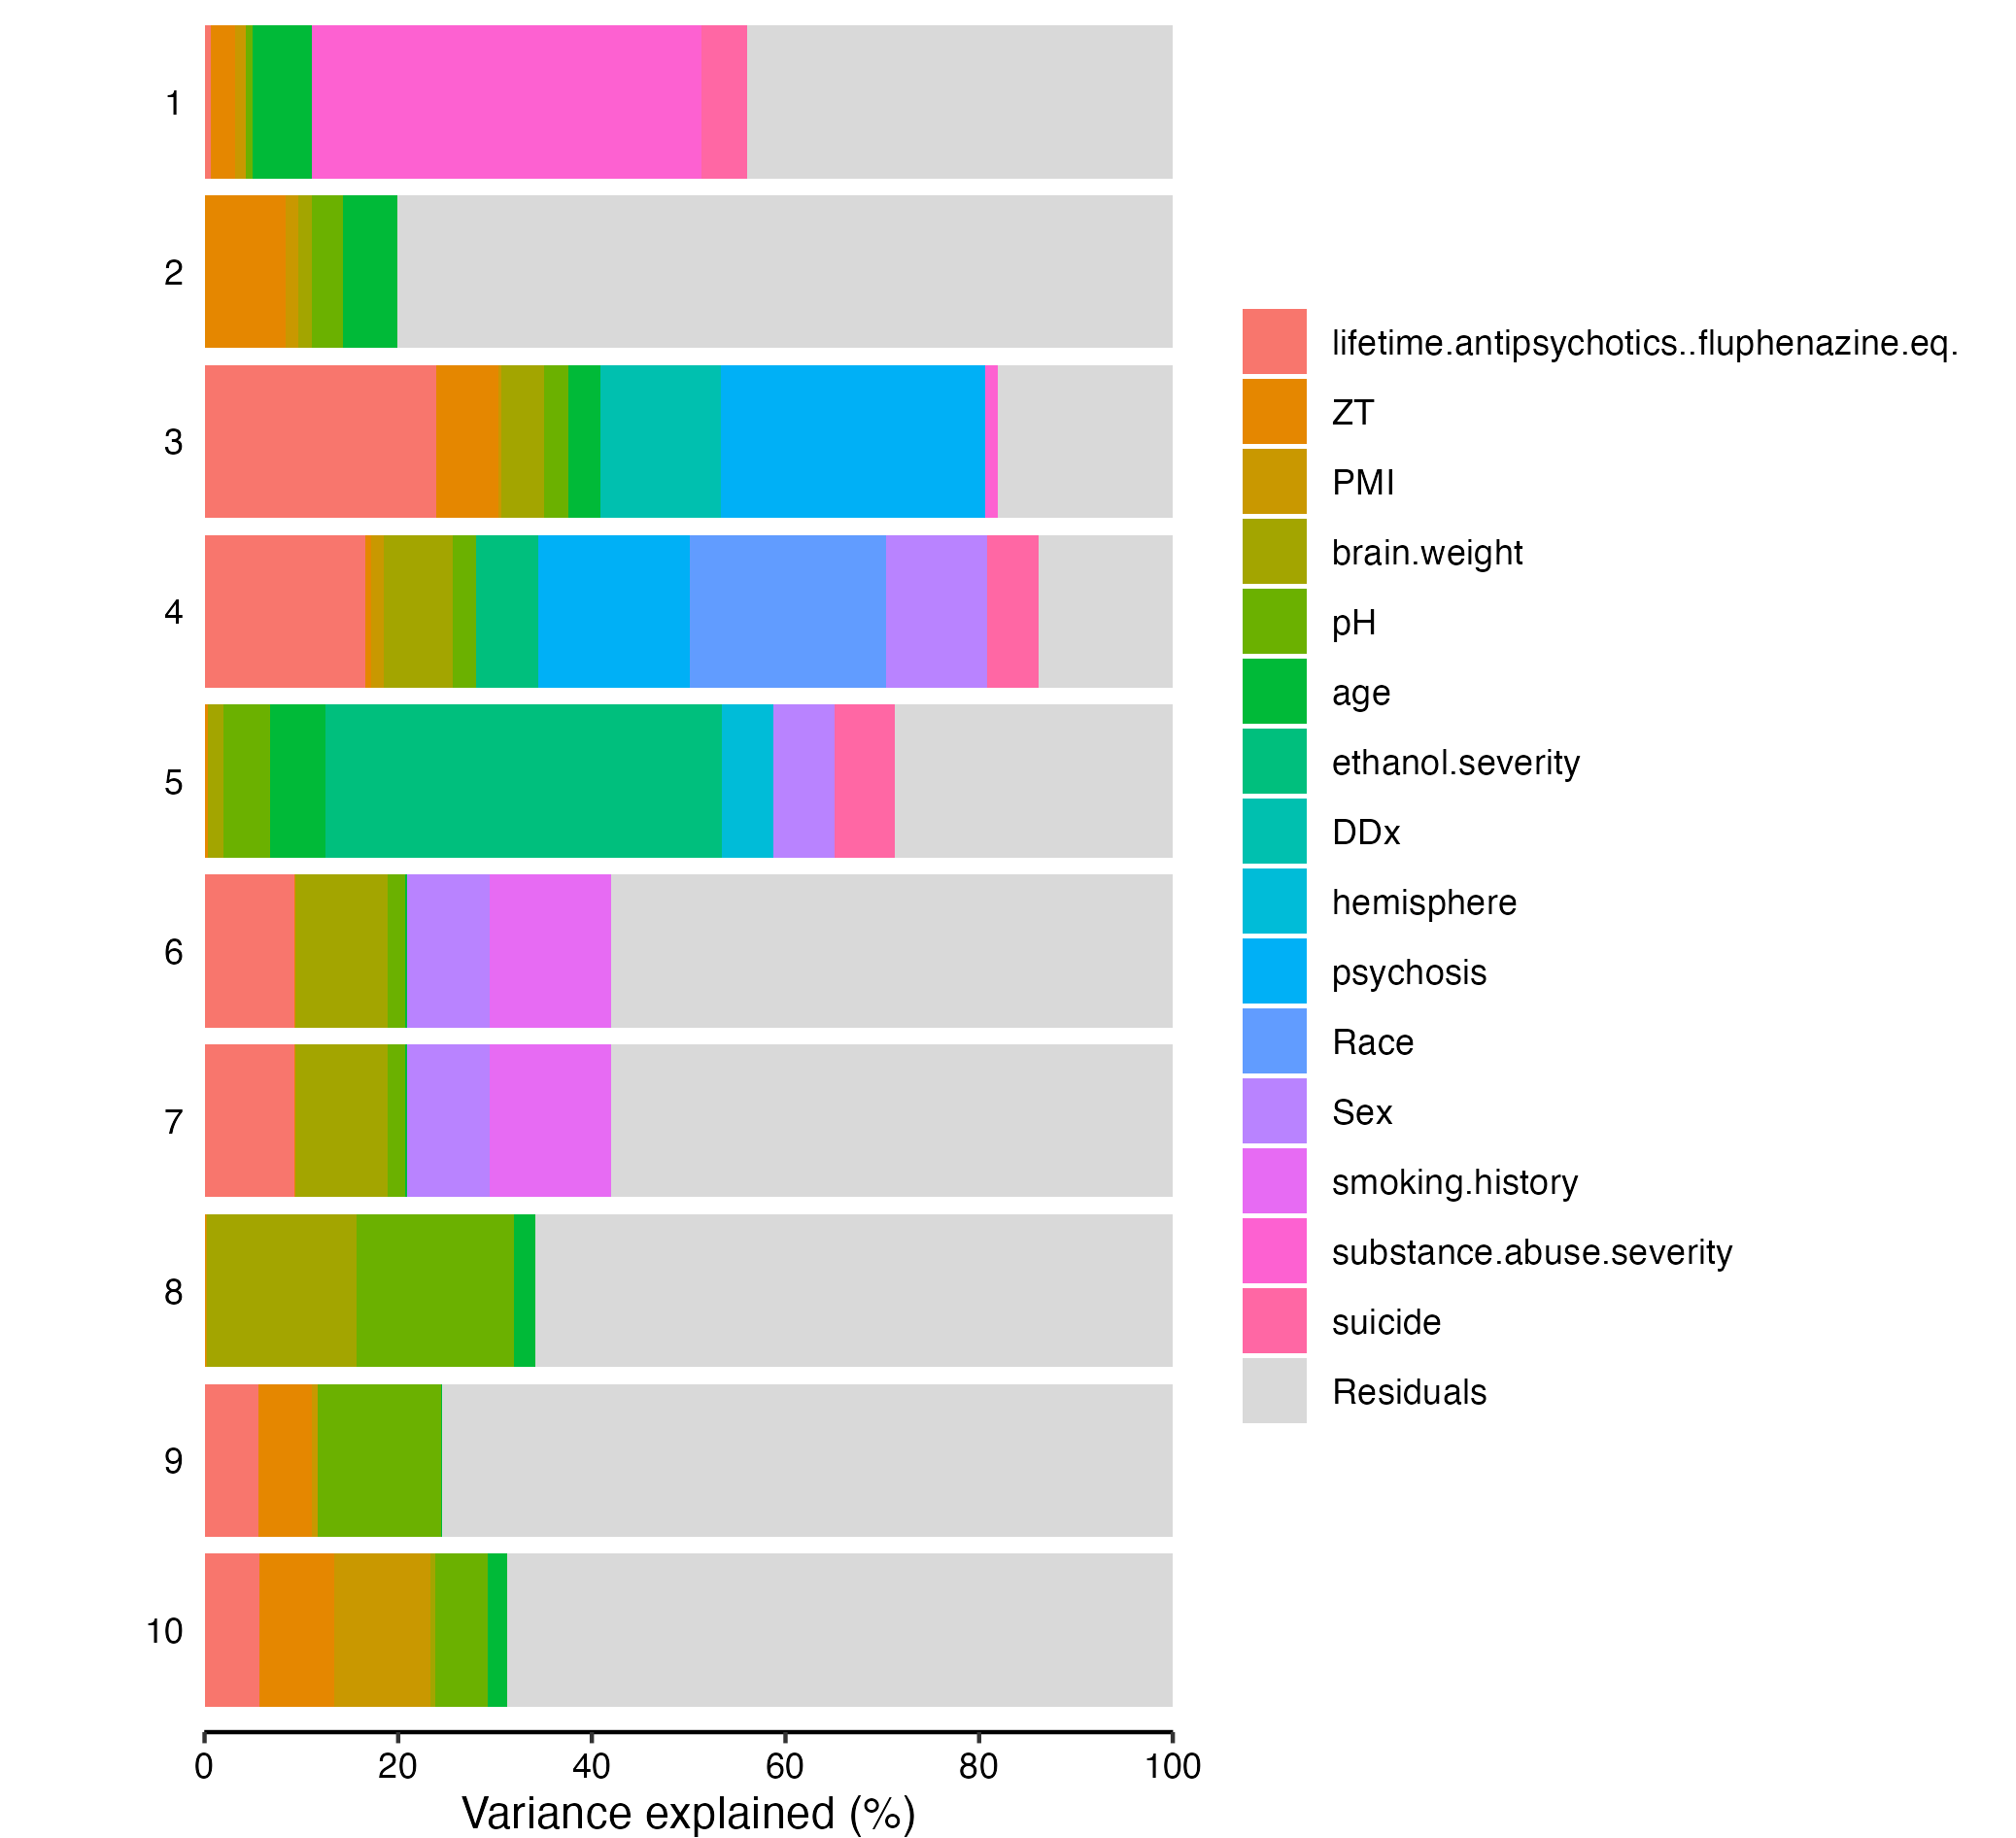 1
2
3
4
5
6
7
8
9
10
0 20 40 60 80 100
Variance explained (%)
lifetime.antipsychotics..fluphenazine.eq.
ZT
PMI
brain.weight
pH
age
ethanol.severity
DDx
hemisphere
psychosis
Race
Sex
smoking.history
substance.abuse.severity
suicide
Residuals